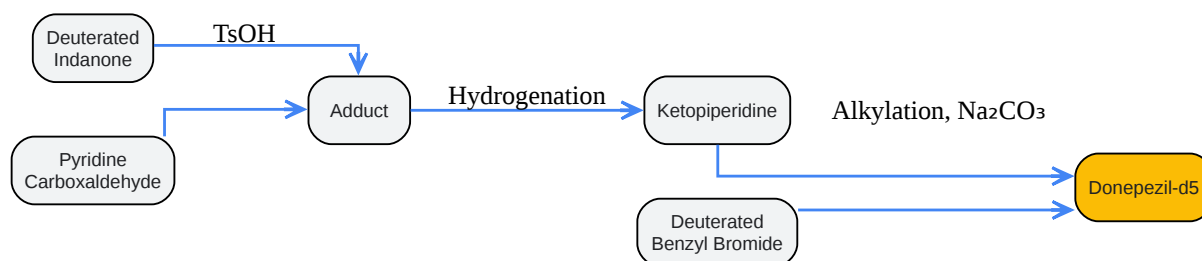 Deuterated
Indanone
TsOH
Adduct
Hydrogenation
Ketopiperidine
Alkylation, Na₂CO₃
Pyridine
Carboxaldehyde
Donepezil-d5
Deuterated
Benzyl Bromide